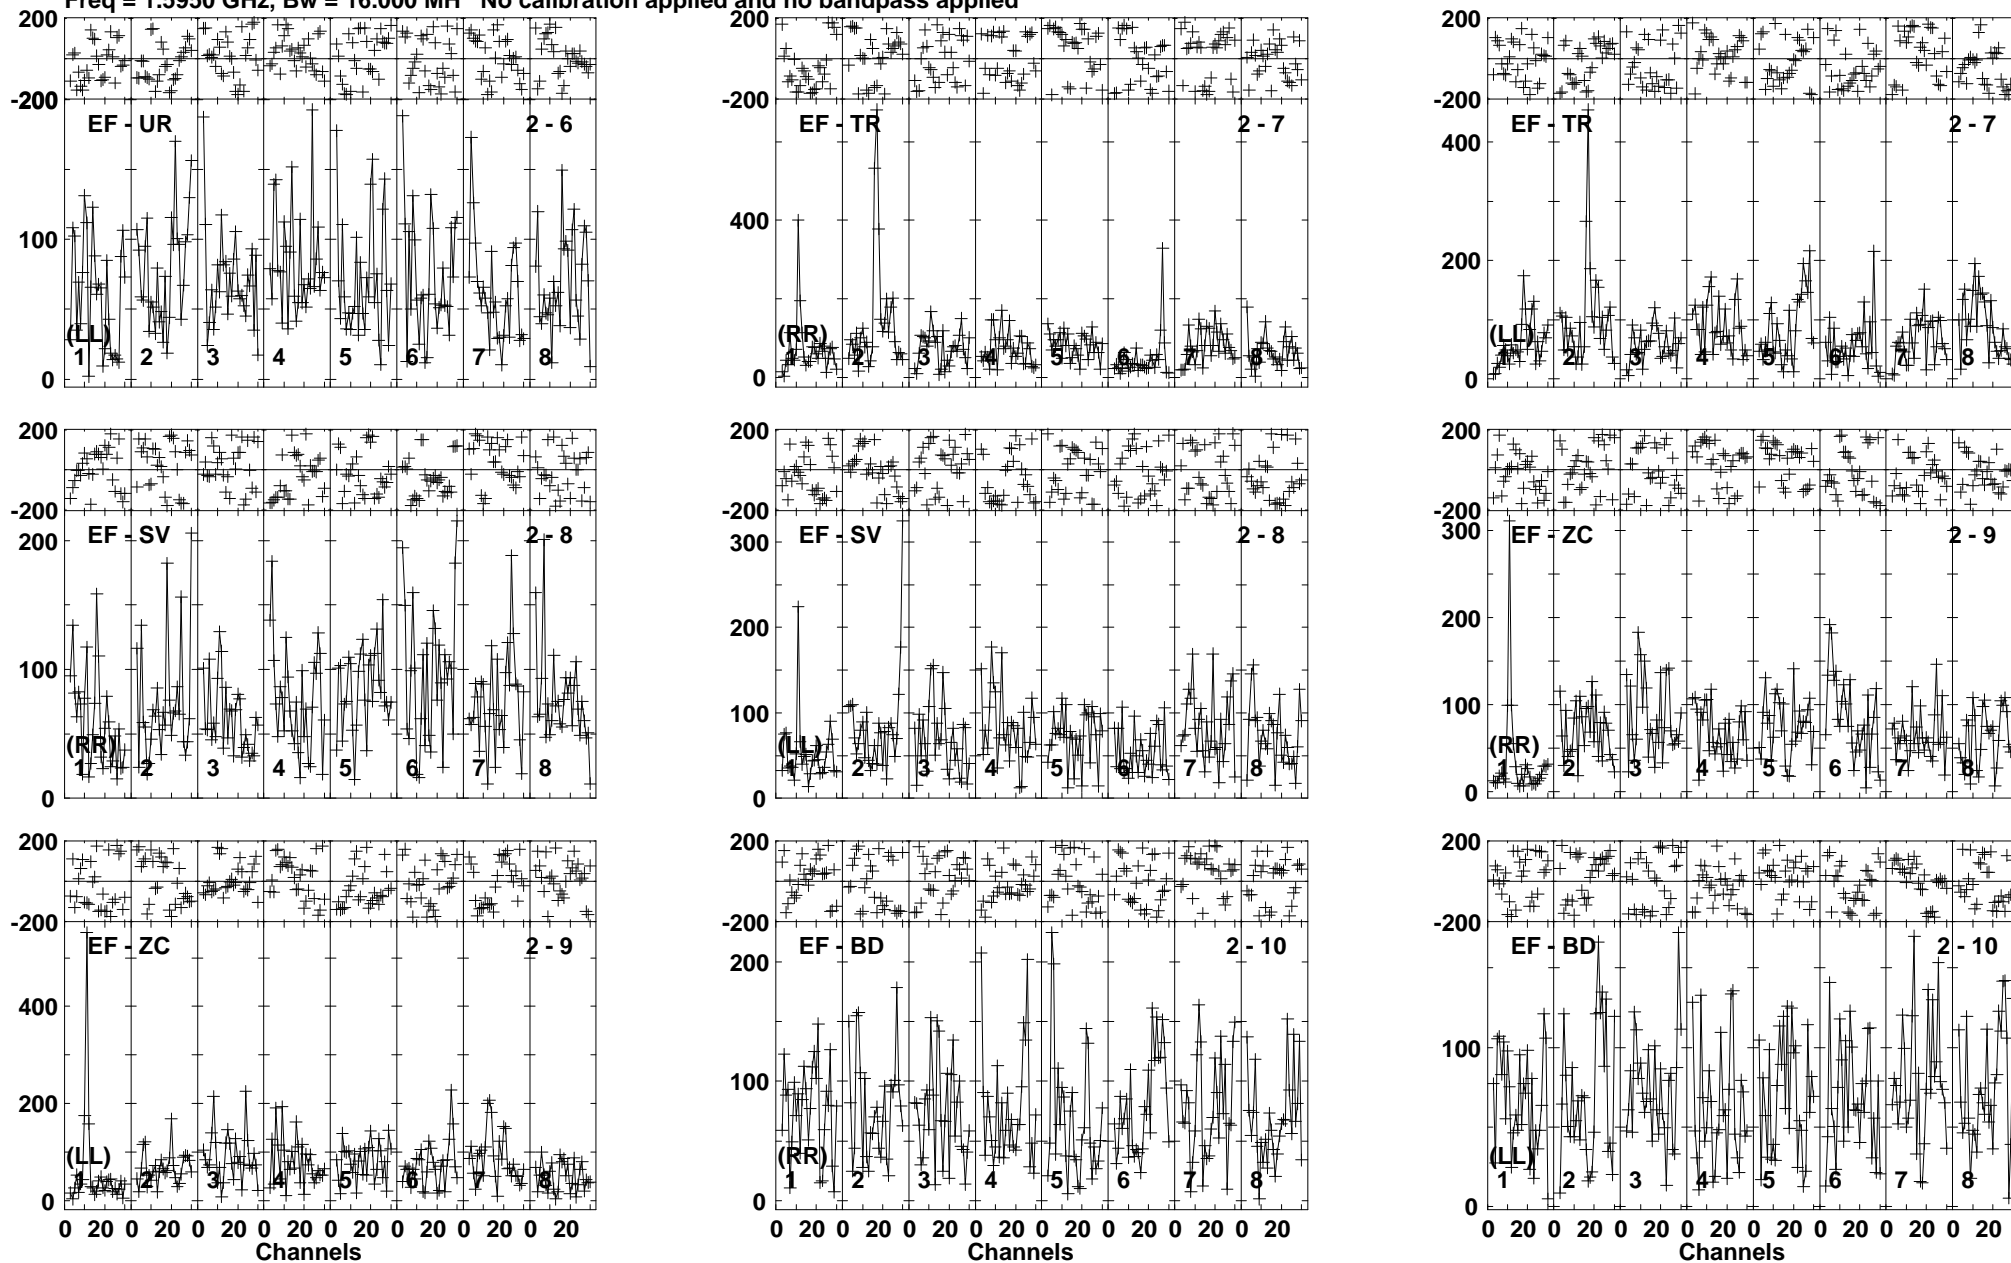 Freq = 1.5950 GHz, Bw = 16.000 MH No calibration applied and no bandpass applied
200 200 200
-200 -200 -200
EF - UR 2 - 6 EF - TR 2 - 7 EF - TR 2 - 7
100 400 400
200
(LL) (RR) (LL)
1 2 3 4 5 6 7 8 1 2 3 4 5 6 7 8 1 2 3 4 5 6 7 8
0 0 0
200 200 200
-200 -200 -200
EF - SV 2 - 8 EF - SV 2 - 8 EF - ZC 2 - 9
200 300 300
200 200
100 100 100
(RR) (LL) (RR)
1 2 3 4 5 6 7 8 1 2 3 4 5 6 7 8 1 2 3 4 5 6 7 8
0 0 0
200 200 200
-200 -200 -200
EF - ZC 2 - 9 EF - BD 2 - 10 EF - BD 2 - 10
400 200
200 100 100
(LL) (RR) (LL)
1 2 3 4 5 6 7 8 1 2 3 4 5 6 7 8 1 2 3 4 5 6 7 8
0 0 0
0 20 0 20 0 20 0 20 0 20 0 20 0 20 0 20 0 20 0 20 0 20 0 20 0 20 0 20 0 20 0 20 0 20 0 20 0 20 0 20 0 20 0 20 0 20 0 20
Channels Channels Channels